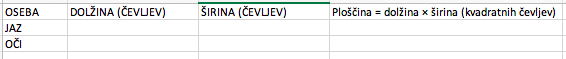 OSEBA DOLŽINA (ČEVLJEV) ŠIRINA (ČEVLJEV) Ploščina = dolžina × širina (kvadratnih čevljev)
JAZ
OČI